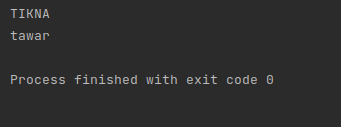 TIKNA
tawar
Process finished with exit code 0